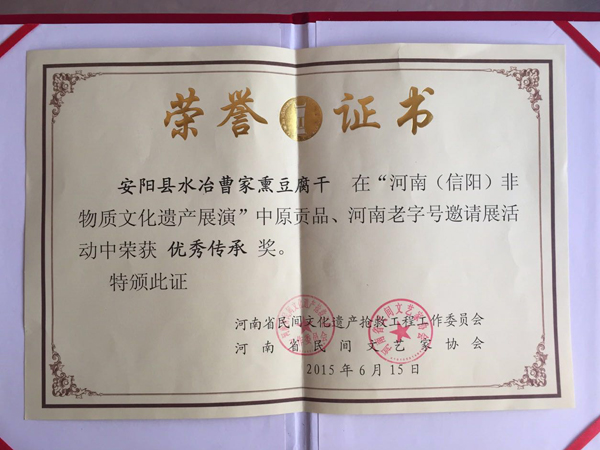 荣誉证书
安阳县水冶曹家熏豆腐干 在“河南（信阳）非
物质文化遗产展演”中原贡品、河南老字号邀请展活
动中荣获 优秀传承 奖。
特颁此证
河南省民间文化遗产抢救工程工作委员会
河南省民间文艺家协会
2015年6月15日